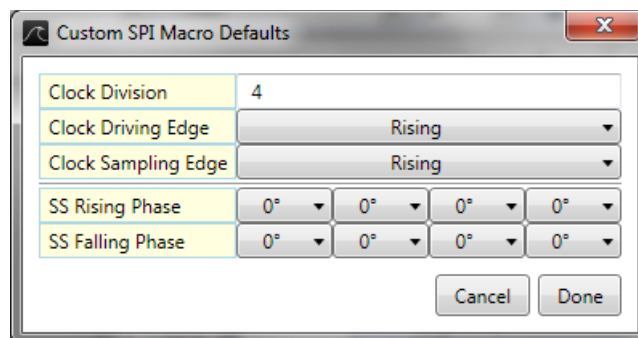 Custom SPI Macro Defaults
Clock Division 4
Clock Driving Edge Rising
Clock Sampling Edge Rising
SS Rising Phase 0° 0° 0° 0°
SS Falling Phase 0° 0° 0° 0°
Cancel Done